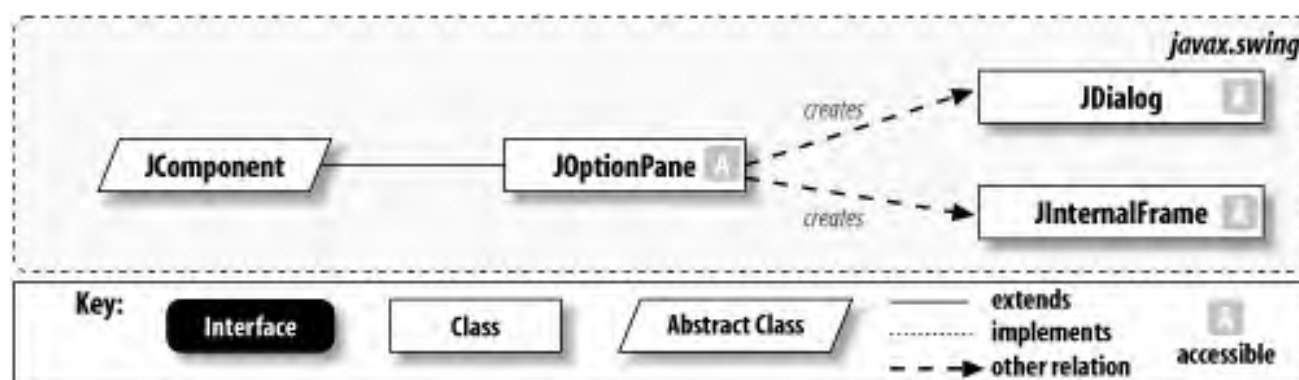 javax.swing
JDialog A
creates
JComponent
JOptionPane A
creates
JInternalFrame A
Key:
Interface
Class
Abstract Class
extends
implements
other relation
A
accessible